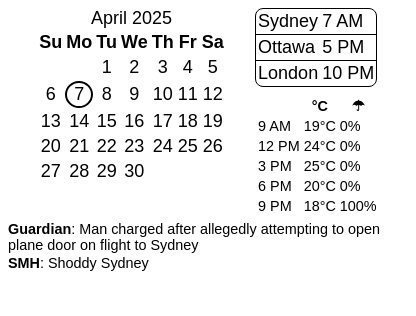 April 2025
Su Mo Tu We Th Fr Sa
1 2 3 4 5
6 7 8 9 10 11 12
13 14 15 16 17 18 19
20 21 22 23 24 25 26
27 28 29 30
Sydney 7 AM
Ottawa 5 PM
London 10 PM
°C ☂
9 AM 19°C 0%
12 PM 24°C 0%
3 PM 25°C 0%
6 PM 20°C 0%
9 PM 18°C 100%
Guardian: Man charged after allegedly attempting to open
plane door on flight to Sydney
SMH: Shoddy Sydney